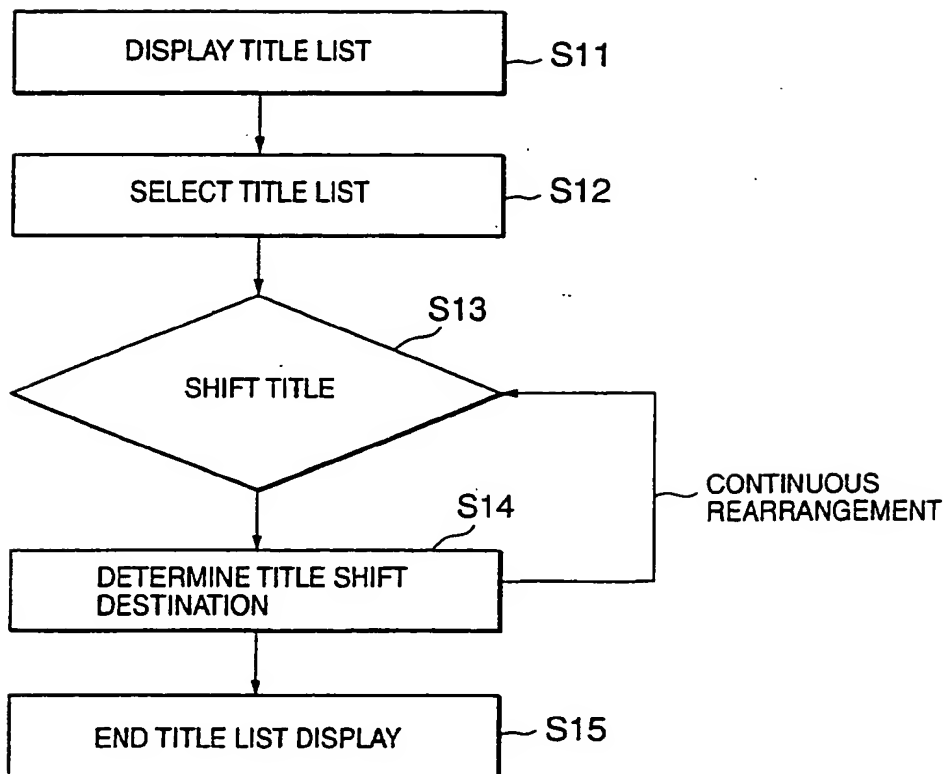 DISPLAY TITLE LIST
S11
SELECT TITLE LIST
S12
S13
SHIFT TITLE
CONTINUOUS
REARRANGEMENT
S14
DETERMINE TITLE SHIFT
DESTINATION
END TITLE LIST DISPLAY
S15